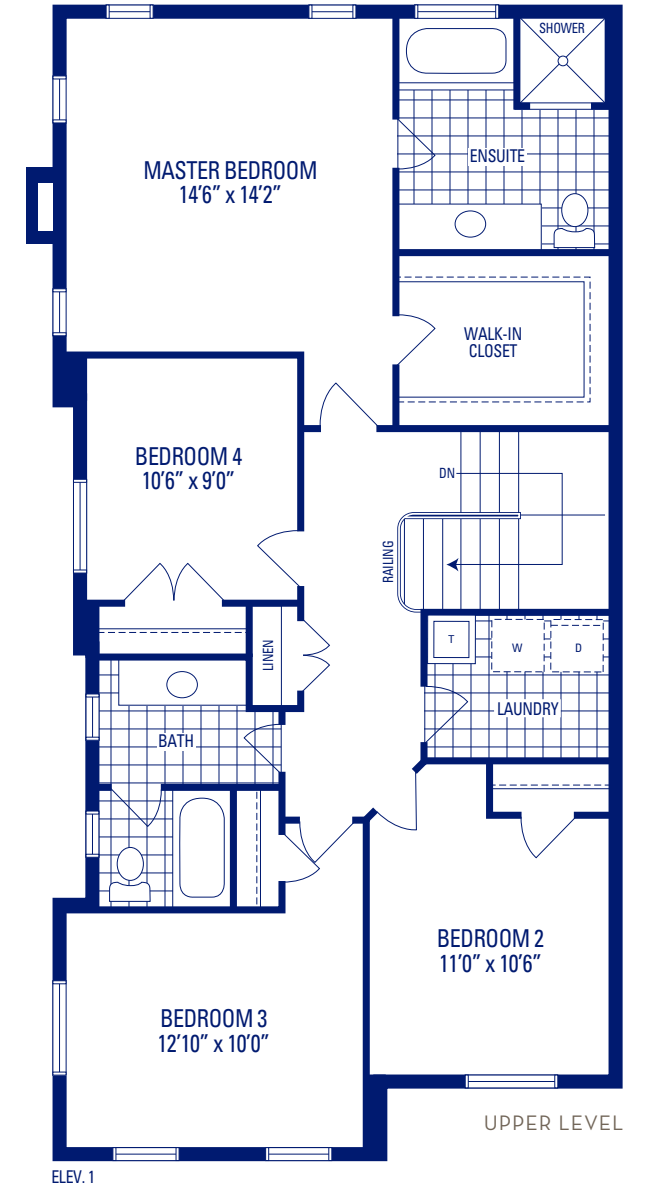 SHOWER
ENSUITE
MASTER BEDROOM
14’6” x 14’2”
WALK-IN
CLOSET
BEDROOM 4
10’6” x 9’0”
DN
RAILING
LINEN
T
W
D
LAUNDRY
BATH
BEDROOM 2
11’0” x 10’6”
BEDROOM 3
12’10” x 10’0”
UPPER LEVEL
ELEV. 1